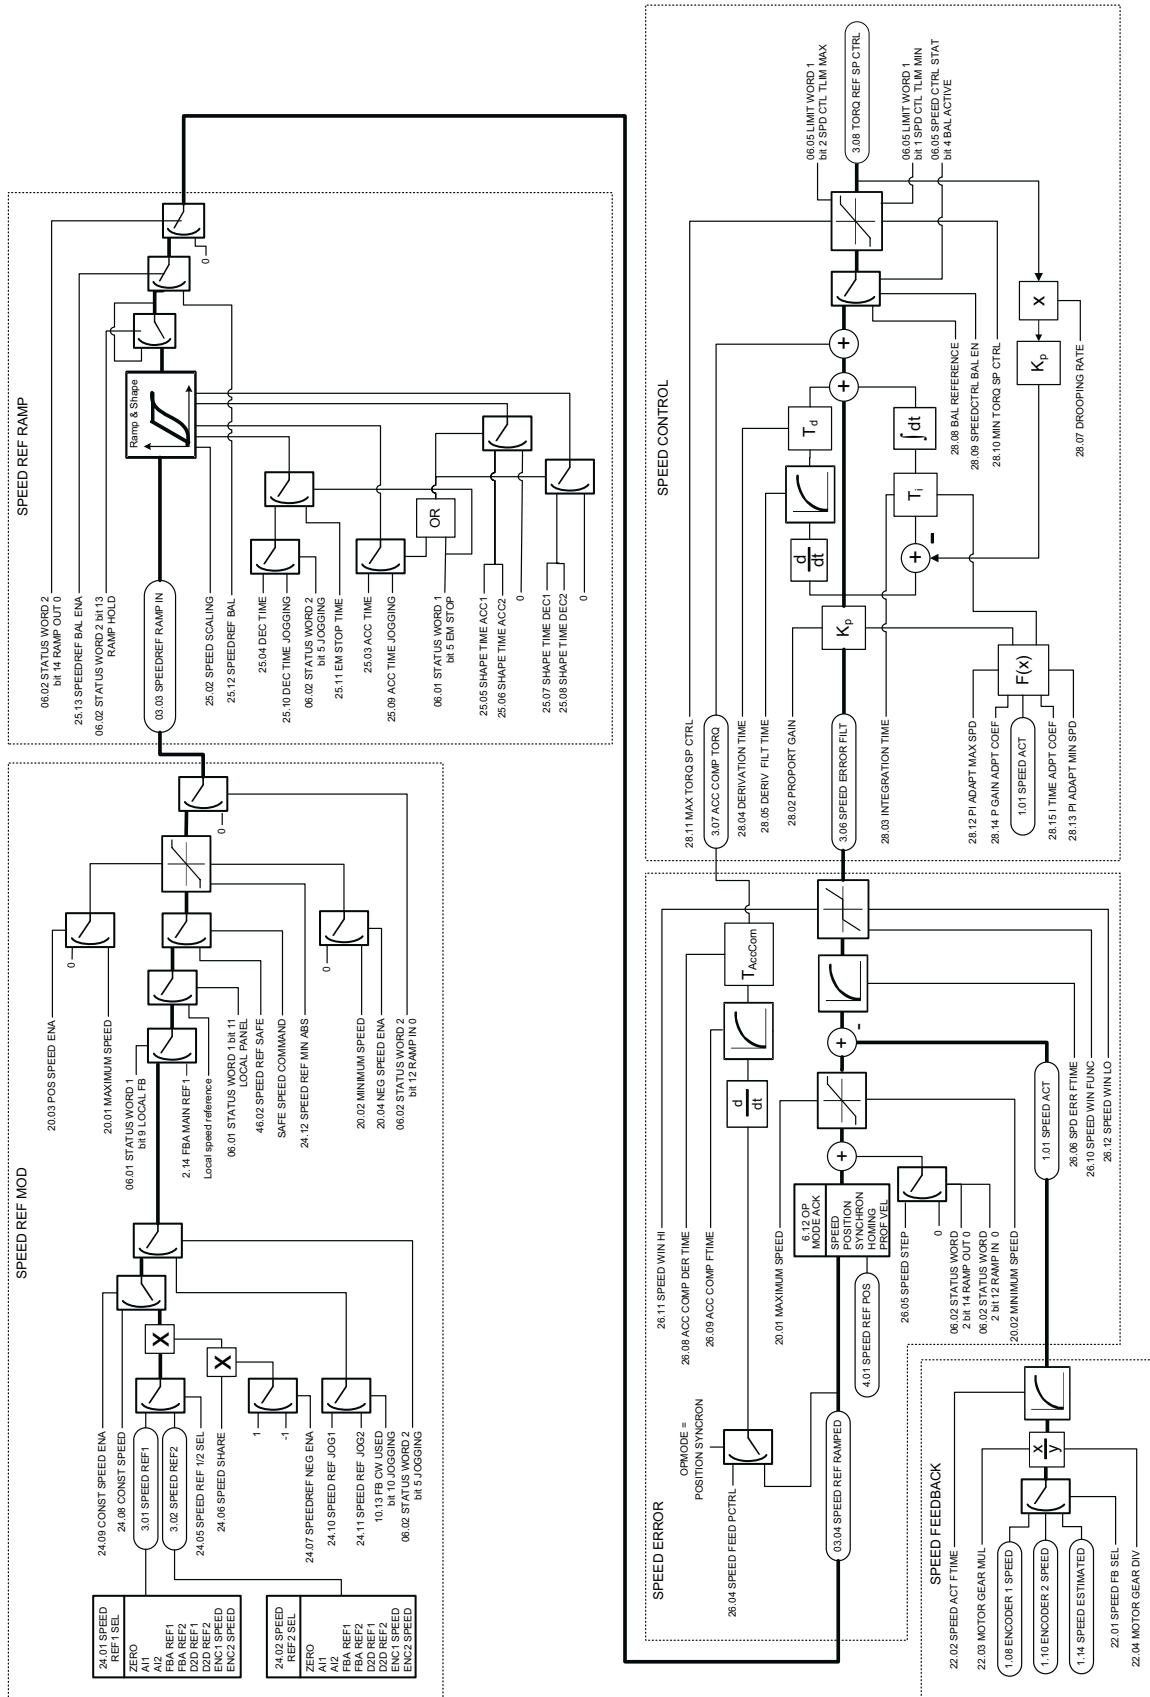 SPEED REF MOD
24.01 SPEED
REF1 SEL
ZERO
AI1
AI2
FBA REF1
FBA REF2
D2D REF1
D2D REF2
ENC1 SPEED
ENC2 SPEED
24.02 SPEED
REF2 SEL
ZERO
AI1
AI2
FBA REF1
FBA REF2
D2D REF1
D2D REF2
ENC1 SPEED
ENC2 SPEED
24.09 CONST SPEED ENA
24.08 CONST SPEED
3.01 SPEED REF1
3.02 SPEED REF2
24.05 SPEED REF 1/2 SEL
24.06 SPEED SHARE
X
X
1
-1
24.07 SPEEDREF NEG ENA
24.10 SPEED REF JOG1
24.11 SPEED REF JOG2
10.13 FB CW USED
bit 10 JOGGING
06.02 STATUS WORD 2
bit 5 JOGGING
20.03 POS SPEED ENA
0
20.01 MAXIMUM SPEED
06.01 STATUS WORD 1
bit 9 LOCAL FB
2.14 FBA MAIN REF1
Local speed reference
06.01 STATUS WORD 1 bit 11
LOCAL PANEL
46.02 SPEED REF SAFE
SAFE SPEED COMMAND
24.12 SPEED REF MIN ABS
0
20.02 MINIMUM SPEED
20.04 NEG SPEED ENA
06.02 STATUS WORD 2
bit 12 RAMP IN 0
0
SPEED REF RAMP
06.02 STATUS WORD 2
bit 14 RAMP OUT 0
25.13 SPEEDREF BAL ENA
06.02 STATUS WORD 2 bit 13
RAMP HOLD
03.03 SPEEDREF RAMP IN
25.02 SPEED SCALING
25.12 SPEEDREF BAL
Ramp & Shape
0
25.04 DEC TIME
25.10 DEC TIME JOGGING
06.02 STATUS WORD 2
bit 5 JOGGING
25.11 EM STOP TIME
25.03 ACC TIME
25.09 ACC TIME JOGGING
06.01 STATUS WORD 1
bit 5 EM STOP
OR
25.05 SHAPE TIME ACC1
25.06 SHAPE TIME ACC2
0
25.07 SHAPE TIME DEC1
25.08 SHAPE TIME DEC2
0
SPEED ERROR
OPMODE =
POSITION SYNCRON
26.04 SPEED FEED PCTRL
03.04 SPEED REF RAMPED
26.11 SPEED WIN HI
26.08 ACC COMP DER TIME
26.09 ACC COMP FTIME
d
dt
TAccCom
20.01 MAXIMUM SPEED
6.12 OP
MODE ACK
SPEED
POSITION
SYNCHRON
HOMING
PROF VEL
4.01 SPEED REF POS
+
+
-
26.05 SPEED STEP
0
06.02 STATUS WORD
2 bit 14 RAMP OUT 0
06.02 STATUS WORD
2 bit 12 RAMP IN 0
20.02 MINIMUM SPEED
1.01 SPEED ACT
26.06 SPD ERR FTIME
26.10 SPEED WIN FUNC
26.12 SPEED WIN LO
SPEED FEEDBACK
22.02 SPEED ACT FTIME
22.03 MOTOR GEAR MUL
1.08 ENCODER 1 SPEED
1.10 ENCODER 2 SPEED
1.14 SPEED ESTIMATED
22.01 SPEED FB SEL
22.04 MOTOR GEAR DIV
x
y
SPEED CONTROL
28.11 MAX TORQ SP CTRL
3.07 ACC COMP TORQ
28.04 DERIVATION TIME
28.05 DERIV FILT TIME
28.02 PROPORT GAIN
3.06 SPEED ERROR FILT
28.03 INTEGRATION TIME
28.12 PI ADAPT MAX SPD
28.14 P GAIN ADPT COEF
1.01 SPEED ACT
28.15 I TIME ADPT COEF
28.13 PI ADAPT MIN SPD
F(x)
Kp
d
dt
Td
Ti
∫dt
+
+
+
-
28.08 BAL REFERENCE
28.09 SPEEDCTRL BAL EN
28.10 MIN TORQ SP CTRL
Kp
x
28.07 DROOPING RATE
06.05 LIMIT WORD 1
bit 2 SPD CTL TLIM MAX
3.08 TORQ REF SP CTRL
06.05 LIMIT WORD 1
bit 1 SPD CTL TLIM MIN
06.05 SPEED CTRL STAT
bit 4 BAL ACTIVE